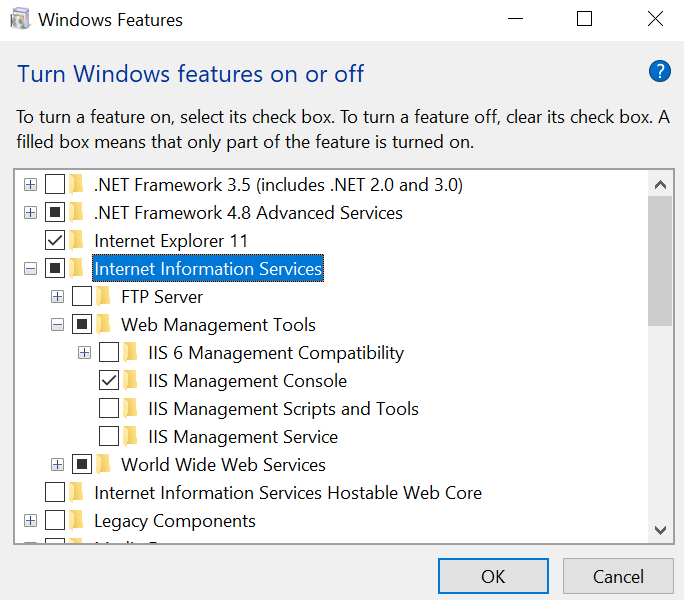 Windows Features
Turn Windows features on or off
?
To turn a feature on, select its check box. To turn a feature off, clear its check box. A
filled box means that only part of the feature is turned on.
.NET Framework 3.5 (includes .NET 2.0 and 3.0)
.NET Framework 4.8 Advanced Services
Internet Explorer 11
Internet Information Services
FTP Server
Web Management Tools
IIS 6 Management Compatibility
IIS Management Console
IIS Management Scripts and Tools
IIS Management Service
World Wide Web Services
Internet Information Services Hostable Web Core
Legacy Components
OK
Cancel